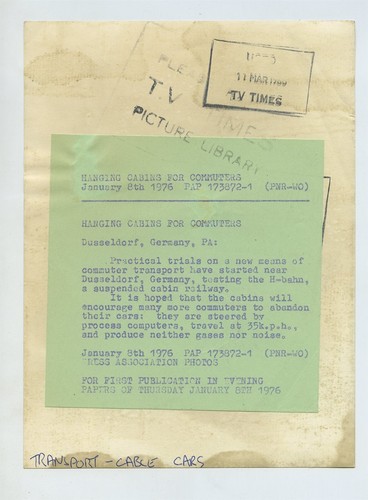 11 MAR
TV TIMES
PLEA
T.V TIMES
PICTURE LIBRARY
HANGING CABINS FOR COMMUTERS
January 8th 1976 PAP 173872-1 (PNR-WO)
HANGING CABINS FOR COMMUTERS
Dusseldorf, Germany, PA:
Practical trials on a new means of
commuter transport have started near
Dusseldorf, Germany, testing the H-bahn,
a suspended cabin railway.
It is hoped that the cabins will
encourage many more commuters to abandon
their cars: they are steered by
process computers, travel at 35k.p.h.,
and produce neither gases nor noise.
January 8th 1976 PAP 173872-1 (PNR-WO)
PRESS ASSOCIATION PHOTOS
FOR FIRST PUBLICATION IN EVENING
PAPERS OF THURSDAY JANUARY 8TH 1976
TRANSPORT - CABLE CARS